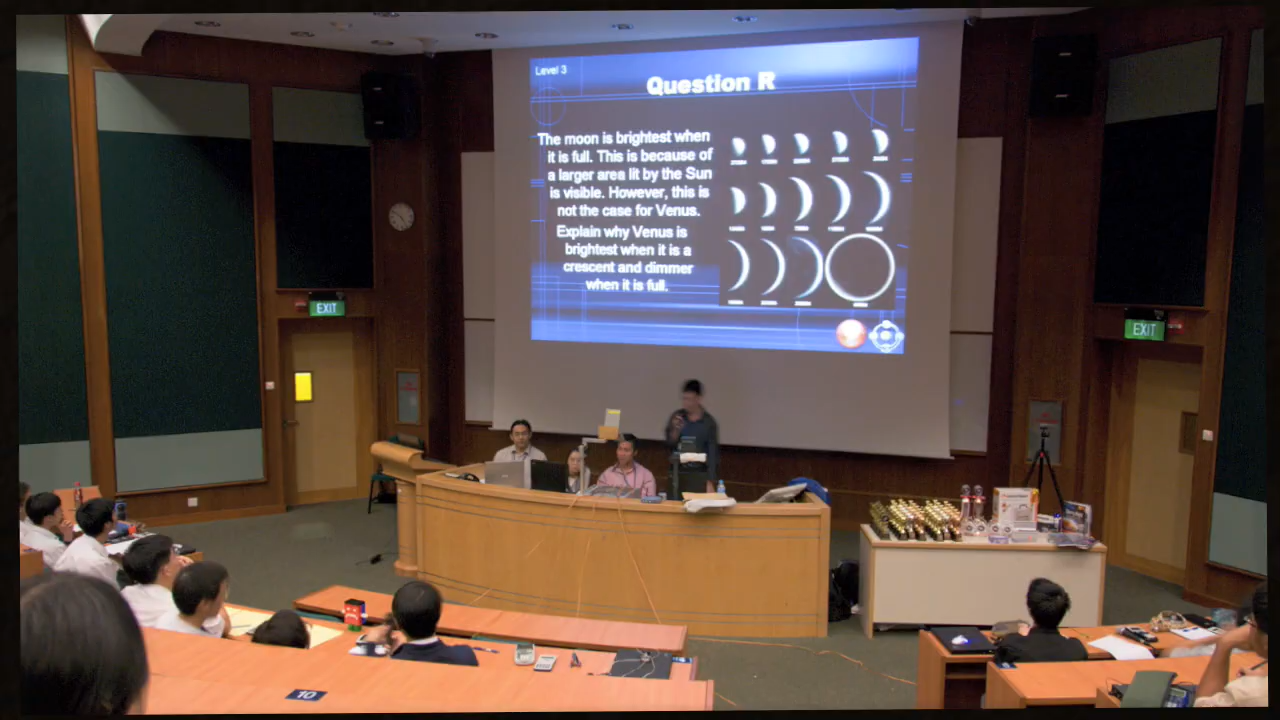 Level 3
Question R
The moon is brightest when
it is full. This is because of
a larger area lit by the Sun
is visible. However, this is
not the case for Venus.
Explain why Venus is
brightest when it is a
crescent and dimmer
when it is full.
EXIT
EXIT
10